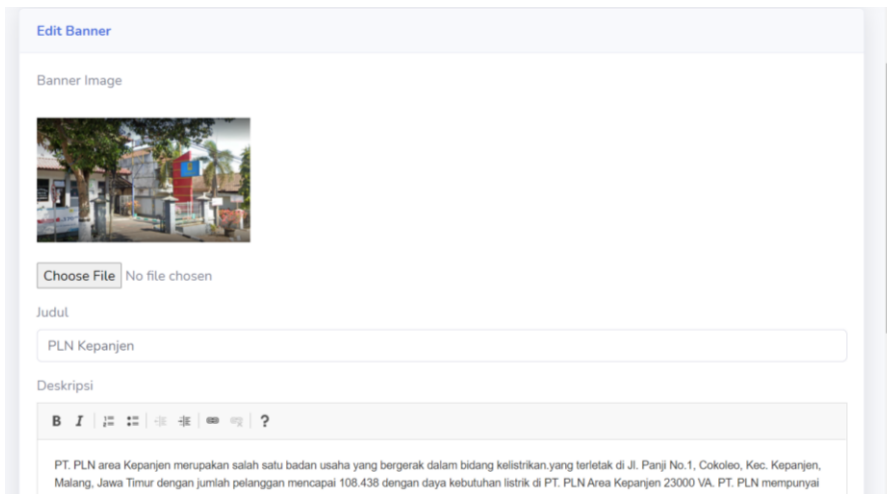 Edit Banner
Banner Image
Choose File No file chosen
Judul
PLN Kepanjen
Deskripsi
B I ?
PT. PLN area Kepanjen merupakan salah satu badan usaha yang bergerak dalam bidang kelistrikan.yang terletak di Jl. Panji No.1, Cokoleo, Kec. Kepanjen,
Malang, Jawa Timur dengan jumlah pelanggan mencapai 108.438 dengan daya kebutuhan listrik di PT. PLN Area Kepanjen 23000 VA. PT. PLN mempunyai